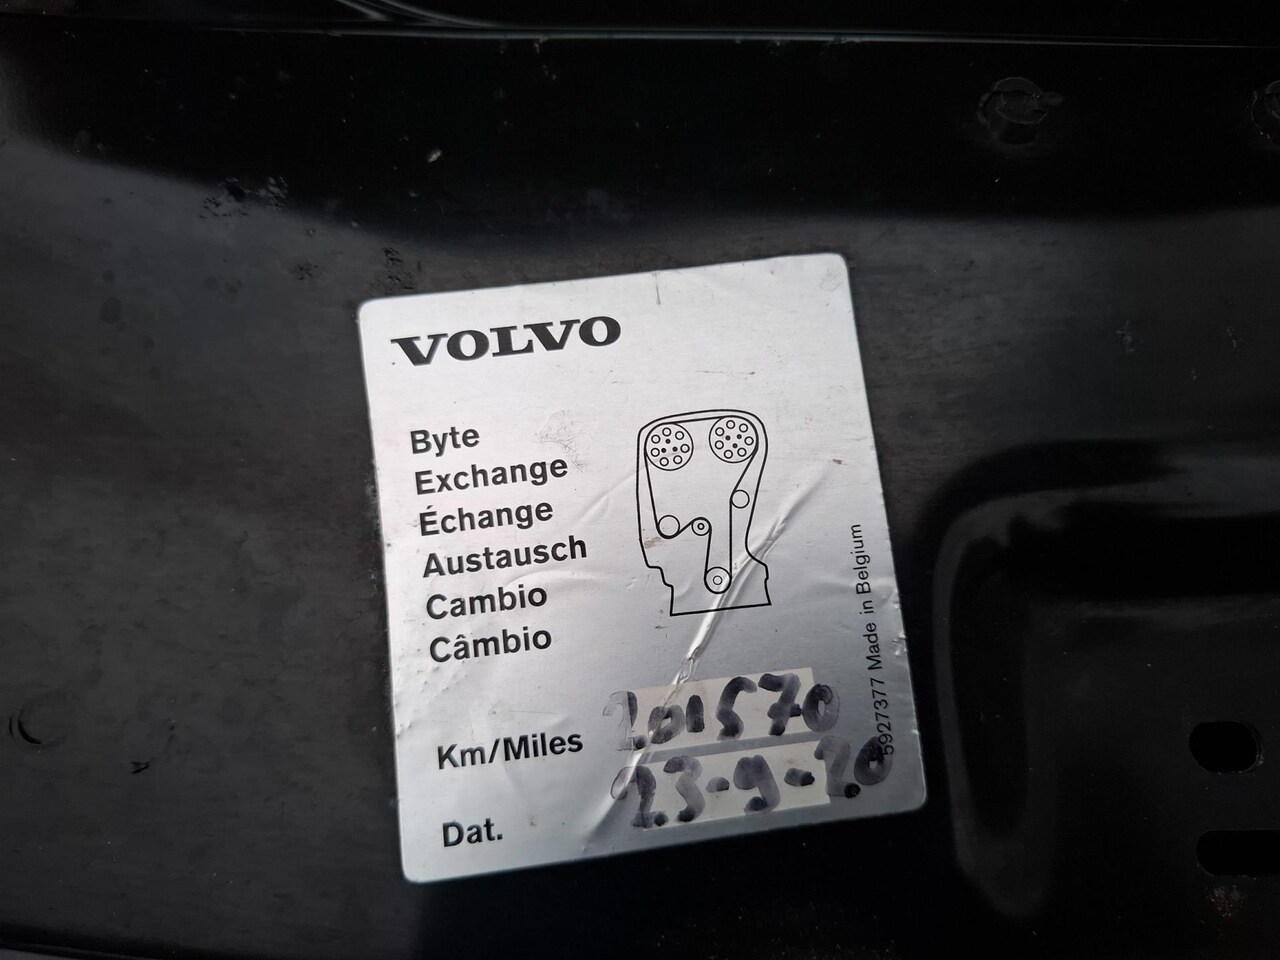 VOLVO
Byte
Exchange
Échange
Austausch
Cambio
Câmbio
Km/Miles 201570
Dat. 23-9-20
5927377 Made in Belgium